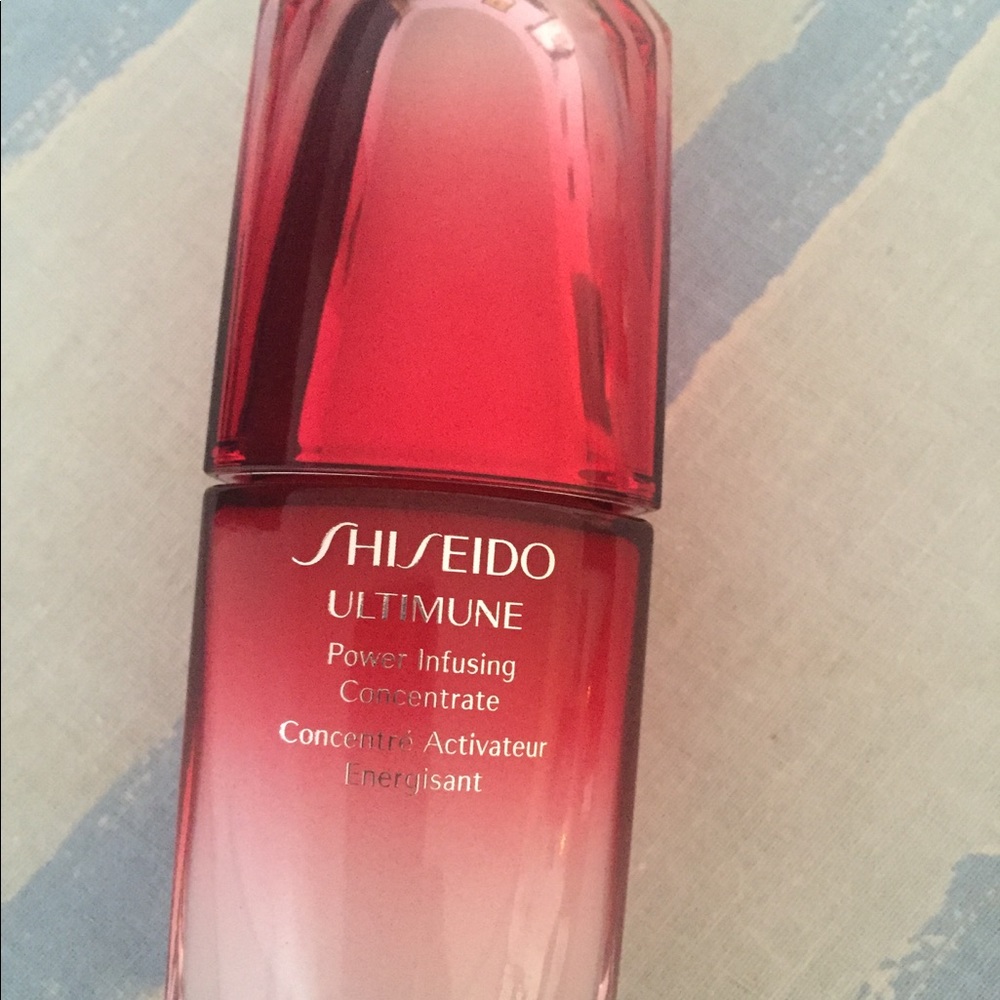 SHISEIDO
ULTIMUNE
Power Infusing
Concentrate
Concentré Activateur
Energisant